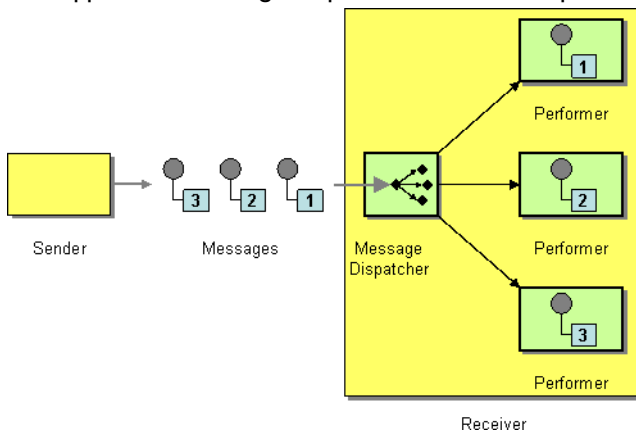 1
Performer
3 2 1
2
Sender
Messages
Message
Dispatcher
Performer
3
Performer
Receiver